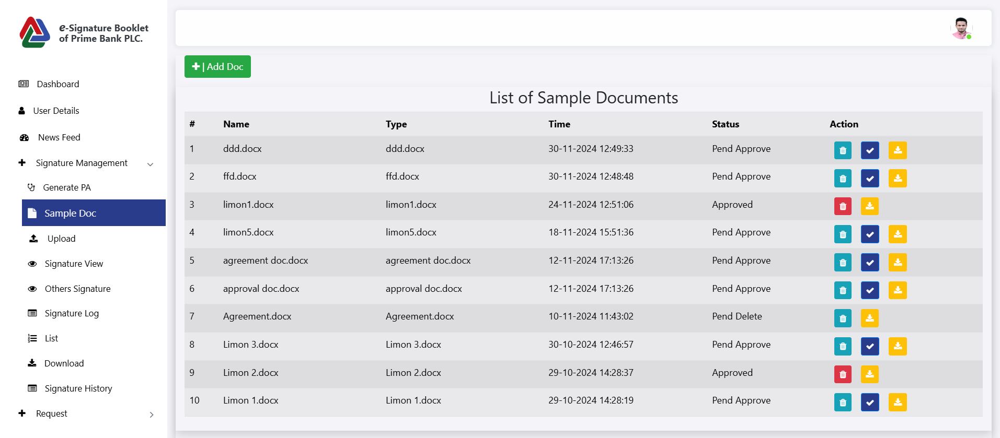 e-Signature Booklet
of Prime Bank PLC.
Dashboard
User Details
News Feed
Signature Management
Generate PA
Sample Doc
Upload
Signature View
Others Signature
Signature Log
List
Download
Signature History
Request
| Add Doc
List of Sample Documents
# Name Type Time Status Action
1 ddd.docx ddd.docx 30-11-2024 12:49:33 Pend Approve
2 ffd.docx ffd.docx 30-11-2024 12:48:48 Pend Approve
3 limon1.docx limon1.docx 24-11-2024 12:51:06 Approved
4 limon5.docx limon5.docx 18-11-2024 15:51:36 Pend Approve
5 agreement doc.docx agreement doc.docx 12-11-2024 17:13:26 Pend Approve
6 approval doc.docx approval doc.docx 12-11-2024 17:13:26 Pend Approve
7 Agreement.docx Agreement.docx 10-11-2024 11:43:02 Pend Delete
8 Limon 3.docx Limon 3.docx 30-10-2024 12:46:57 Pend Approve
9 Limon 2.docx Limon 2.docx 29-10-2024 14:28:37 Approved
10 Limon 1.docx Limon 1.docx 29-10-2024 14:28:19 Pend Approve